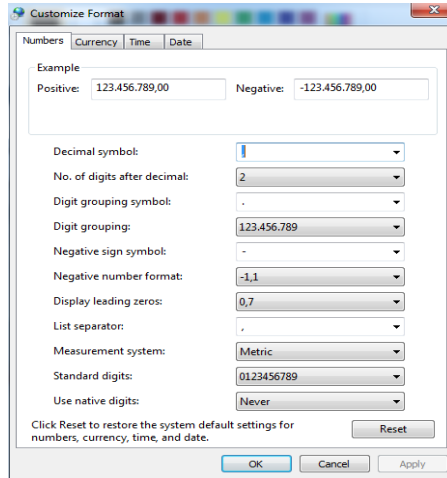 Customize Format
Numbers Currency Time Date
Example
Positive: 123.456.789,00 Negative: -123.456.789,00
Decimal symbol: ,
No. of digits after decimal: 2
Digit grouping symbol: .
Digit grouping: 123.456.789
Negative sign symbol: -
Negative number format: -1,1
Display leading zeros: 0,7
List separator: ,
Measurement system: Metric
Standard digits: 0123456789
Use native digits: Never
Click Reset to restore the system default settings for
numbers, currency, time, and date.
Reset
OK Cancel Apply